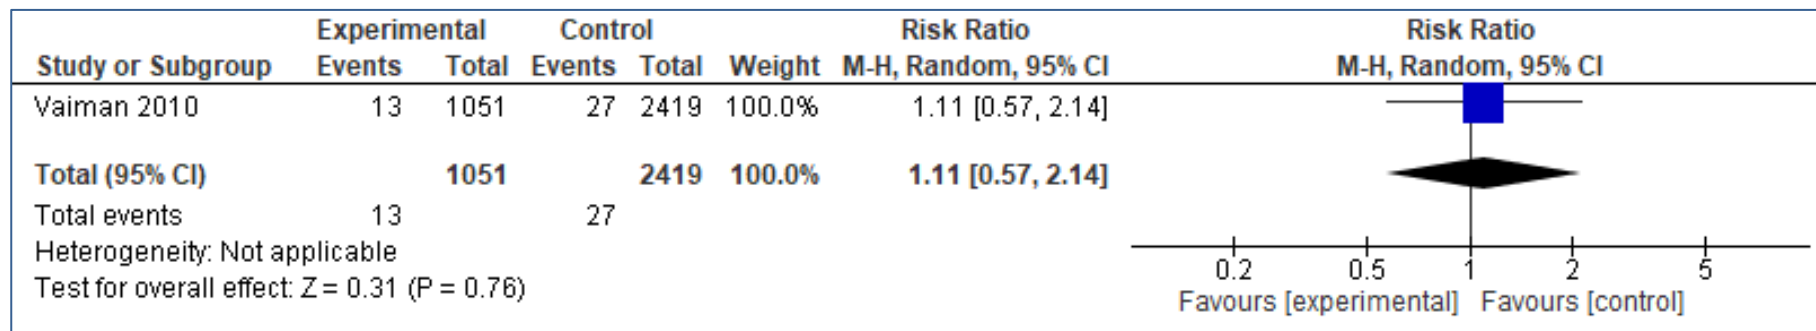 Experimental Control Risk Ratio Risk Ratio
Study or Subgroup Events Total Events Total Weight M-H, Random, 95% CI M-H, Random, 95% CI
Vaiman 2010 13 1051 27 2419 100.0% 1.11 [0.57, 2.14]
Total (95% CI) 1051 2419 100.0% 1.11 [0.57, 2.14]
Total events 13 27
Heterogeneity: Not applicable
Test for overall effect: Z = 0.31 (P = 0.76)
0.2 0.5 1 2 5
Favours [experimental] Favours [control]